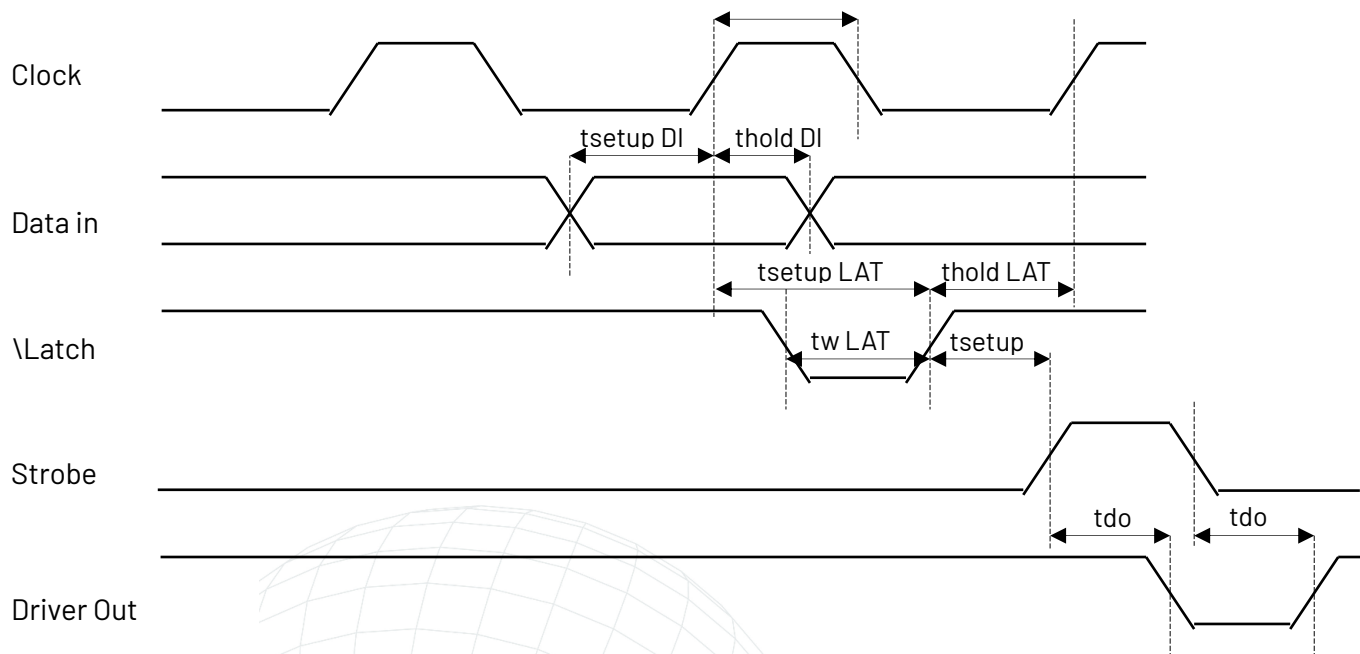 Clock
tsetup DI
thold DI
Data in
tsetup LAT
thold LAT
\Latch
tw LAT
tsetup
Strobe
tdo
tdo
Driver Out